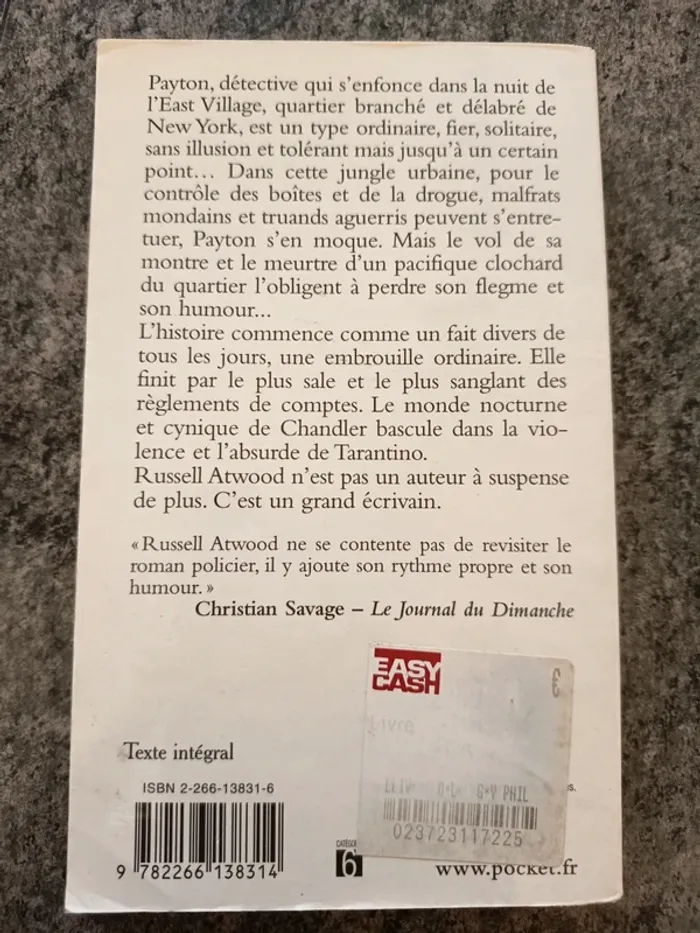 Payton, détective qui s'enfonce dans la nuit de
l'East Village, quartier branché et délabré de
New York, est un type ordinaire, fier, solitaire,
sans illusion et tolérant mais jusqu'à un certain
point... Dans cette jungle urbaine, pour le
contrôle des boîtes et de la drogue, malfrats
mondains et truands aguerris peuvent s'entre-
tuer, Payton s'en moque. Mais le vol de sa
montre et le meurtre d'un pacifique clochard
du quartier l'obligent à perdre son flegme et
son humour...
L'histoire commence comme un fait divers de
tous les jours, une embrouille ordinaire. Elle
finit par le plus sale et le plus sanglant des
règlements de comptes. Le monde nocturne
et cynique de Chandler bascule dans la vio-
lence et l'absurde de Tarantino.
Russell Atwood n'est pas un auteur à suspense
de plus. C'est un grand écrivain.
« Russell Atwood ne se contente pas de revisiter le
roman policier, il y ajoute son rythme propre et son
humour. »
Christian Savage – Le Journal du Dimanche
EASY
CASH
€
Texte intégral
ISBN 2-266-13831-6
PHIL
023723117225
9 782266 138314
CATÉGORIE
6
www.pocket.fr